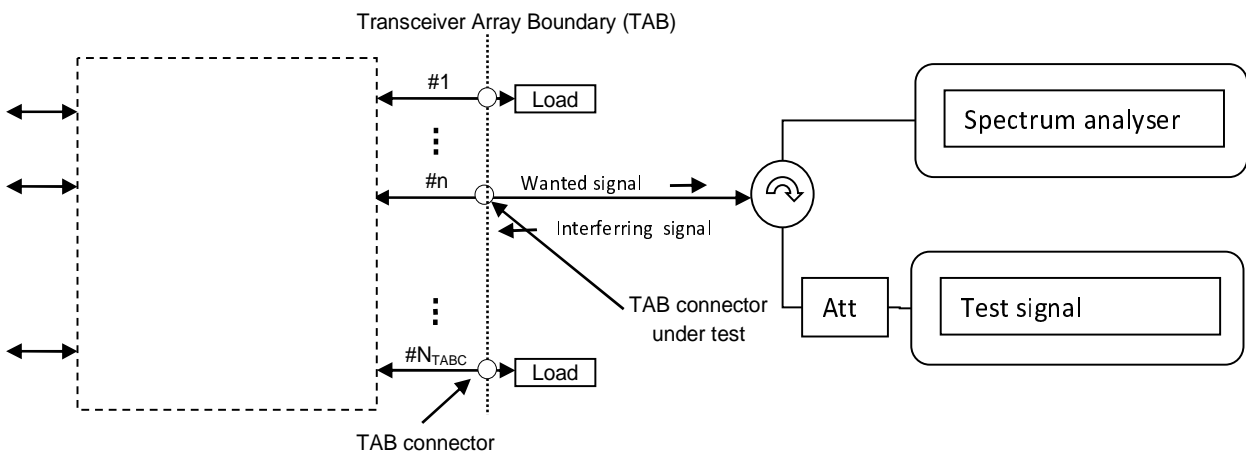 Transceiver Array Boundary (TAB)
#1
Load
Spectrum analyser
#n
Wanted signal
Interferring signal
TAB connector
under test
Att
Test signal
#NTABC
Load
TAB connector